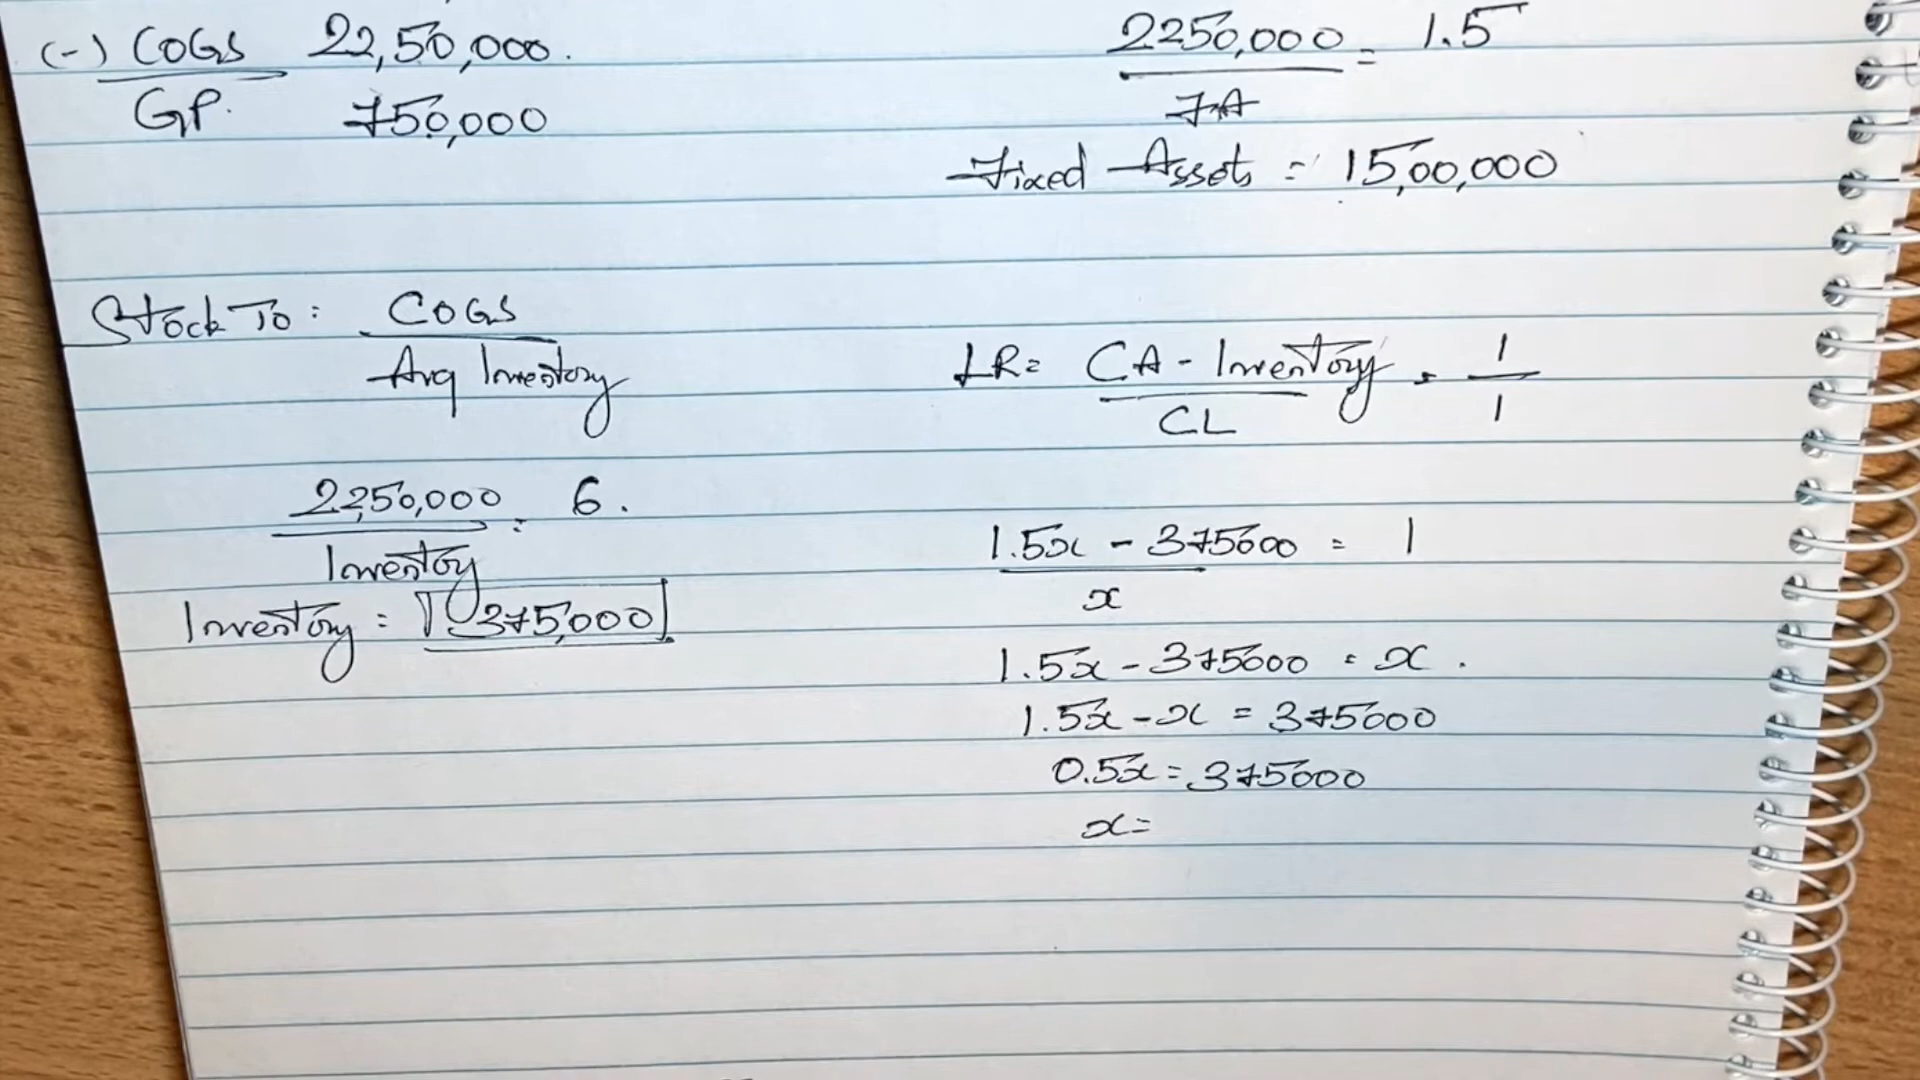 (-) COGS 22,50,000.
GP. 750,000
2250,000 = 1.5
FA
Fixed Assets = 15,00,000
Stock To: COGS
Avg Inventory
22,50,000 = 6.
Inventory
Inventory = 375,000
LR = CA - Inventory = 1
CL 1
1.5x - 375000 = 1
x
1.5x - 375000 = x.
1.5x - x = 375000
0.5x = 375000
x =